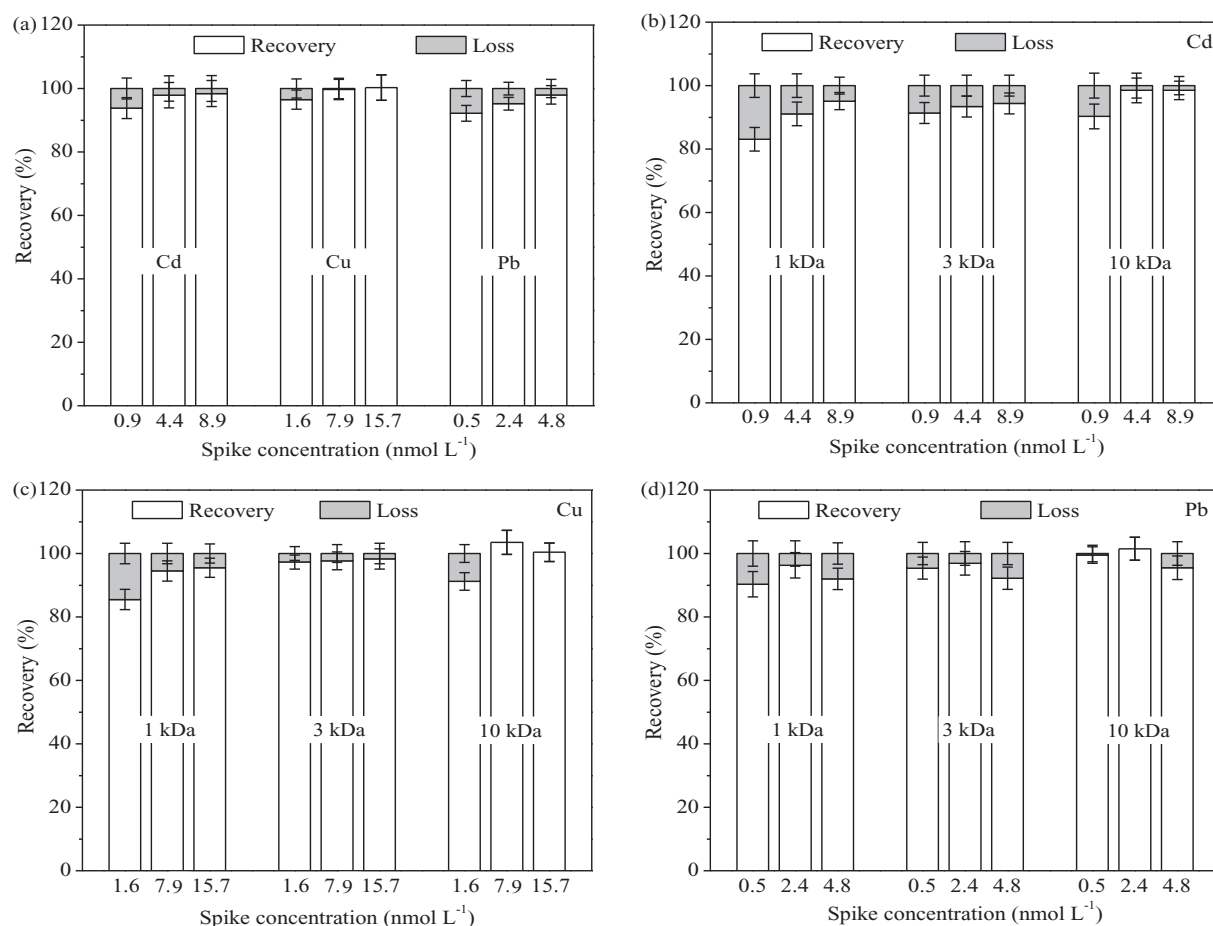 (a)
120
100
80
60
40
20
0
Recovery (%)
Recovery Loss
Cd Cu Pb
0.9 4.4 8.9 1.6 7.9 15.7 0.5 2.4 4.8
Spike concentration (nmol L⁻¹)
(b)
120
100
80
60
40
20
0
Recovery (%)
Recovery Loss Cd
1 kDa 3 kDa 10 kDa
0.9 4.4 8.9 0.9 4.4 8.9 0.9 4.4 8.9
Spike concentration (nmol L⁻¹)
(c)
120
100
80
60
40
20
0
Recovery (%)
Recovery Loss Cu
1 kDa 3 kDa 10 kDa
1.6 7.9 15.7 1.6 7.9 15.7 1.6 7.9 15.7
Spike concentration (nmol L⁻¹)
(d)
120
100
80
60
40
20
0
Recovery (%)
Recovery Loss Pb
1 kDa 3 kDa 10 kDa
0.5 2.4 4.8 0.5 2.4 4.8 0.5 2.4 4.8
Spike concentration (nmol L⁻¹)